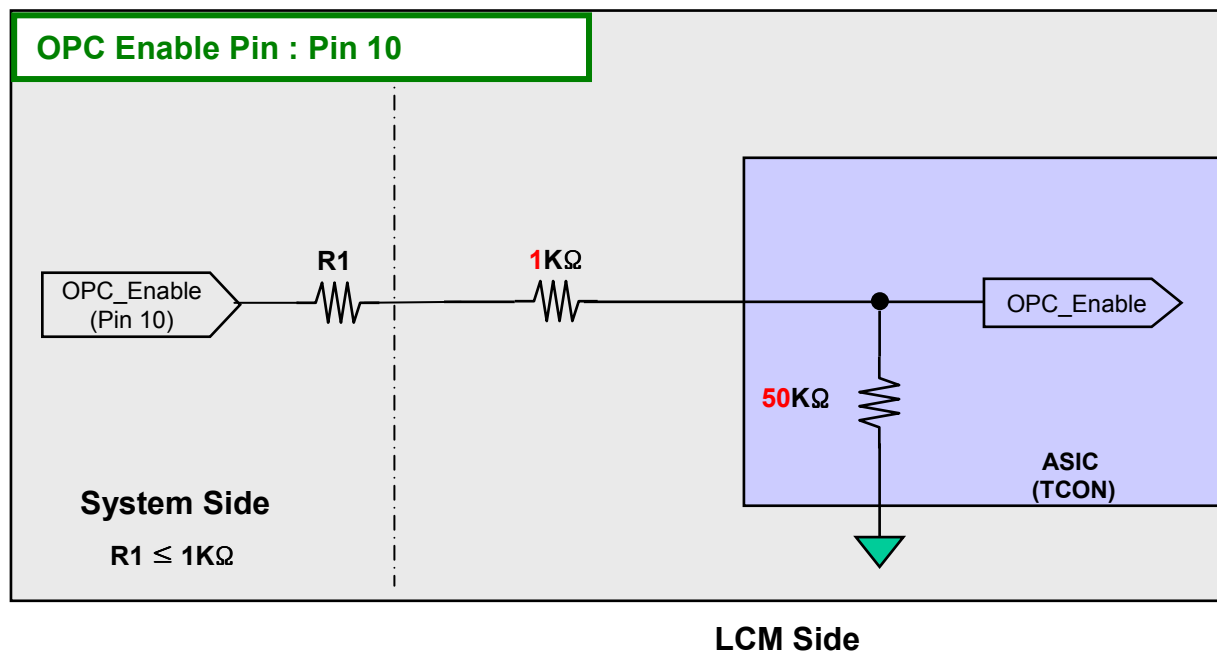 OPC Enable Pin : Pin 10
R1
1KΩ
OPC_Enable
(Pin 10)
OPC_Enable
50KΩ
ASIC
(TCON)
System Side
R1 ≤ 1KΩ
LCM Side